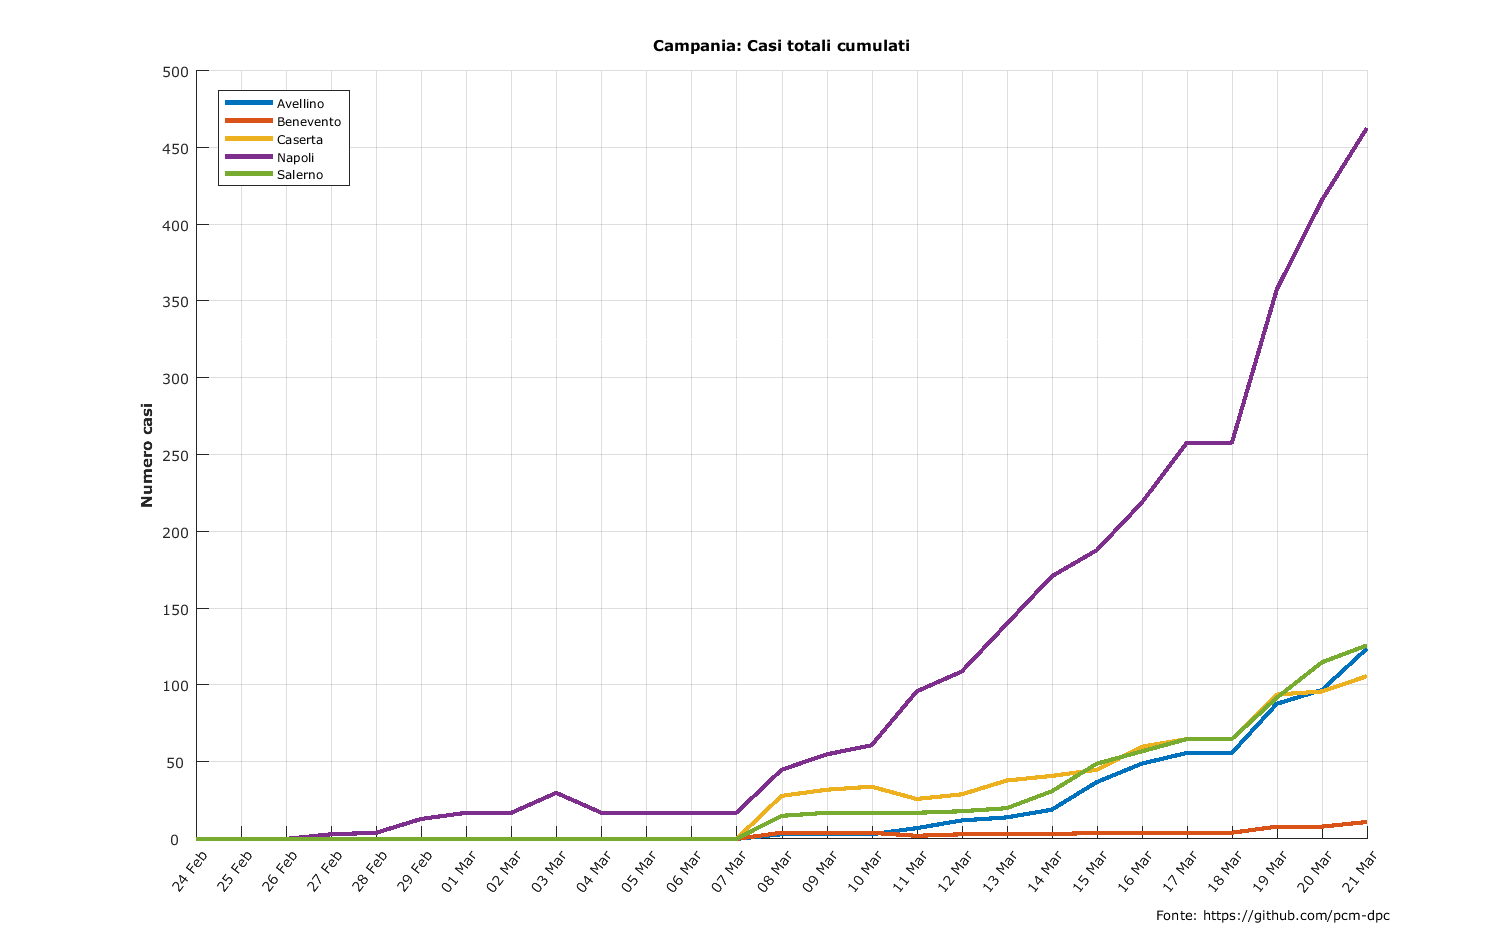 Campania: Casi totali cumulati
500
450
400
350
300
250
200
150
100
50
0
Numero casi
Avellino
Benevento
Caserta
Napoli
Salerno
24 Feb
25 Feb
26 Feb
27 Feb
28 Feb
29 Feb
01 Mar
02 Mar
03 Mar
04 Mar
05 Mar
06 Mar
07 Mar
08 Mar
09 Mar
10 Mar
11 Mar
12 Mar
13 Mar
14 Mar
15 Mar
16 Mar
17 Mar
18 Mar
19 Mar
20 Mar
21 Mar
Fonte: https://github.com/pcm-dpc